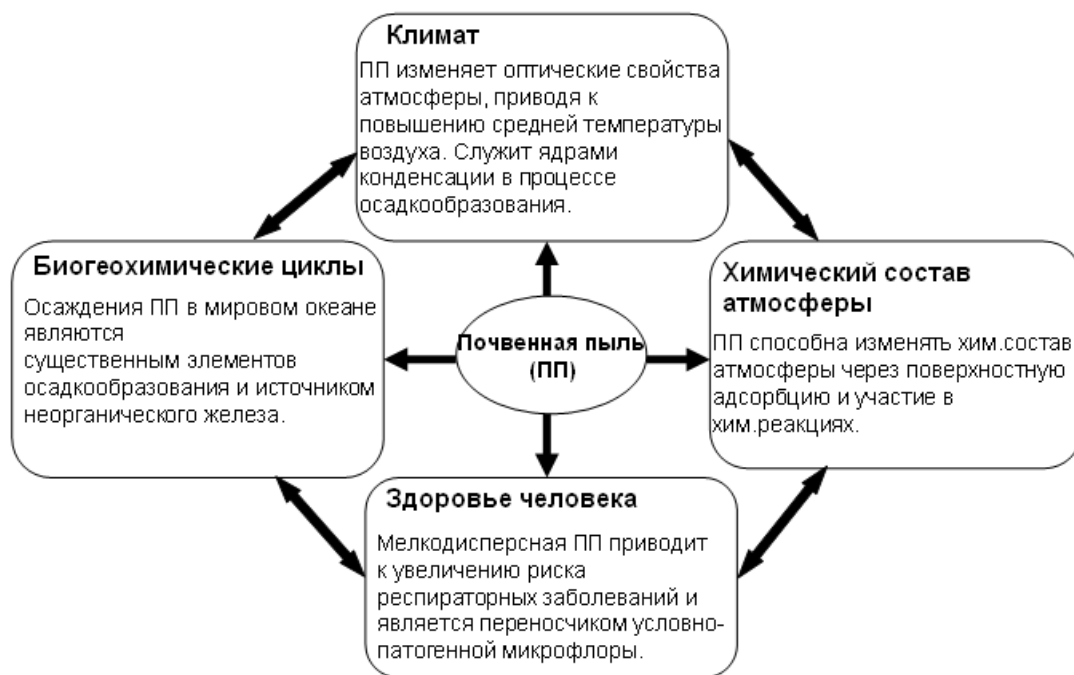 Климат
ПП изменяет оптические свойства
атмосферы, приводя к
повышению средней температуры
воздуха. Служит ядрами
конденсации в процессе
осадкообразования.
Биогеохимические циклы
Осаждения ПП в мировом океане
являются
существенным элементов
осадкообразования и источником
неорганического железа.
Почвенная пыль
(ПП)
Химический состав
атмосферы
ПП способна изменять хим.состав
атмосферы через поверхностную
адсорбцию и участие в
хим.реакциях.
Здоровье человека
Мелкодисперсная ПП приводит
к увеличению риска
респираторных заболеваний и
является переносчиком условно-
патогенной микрофлоры.